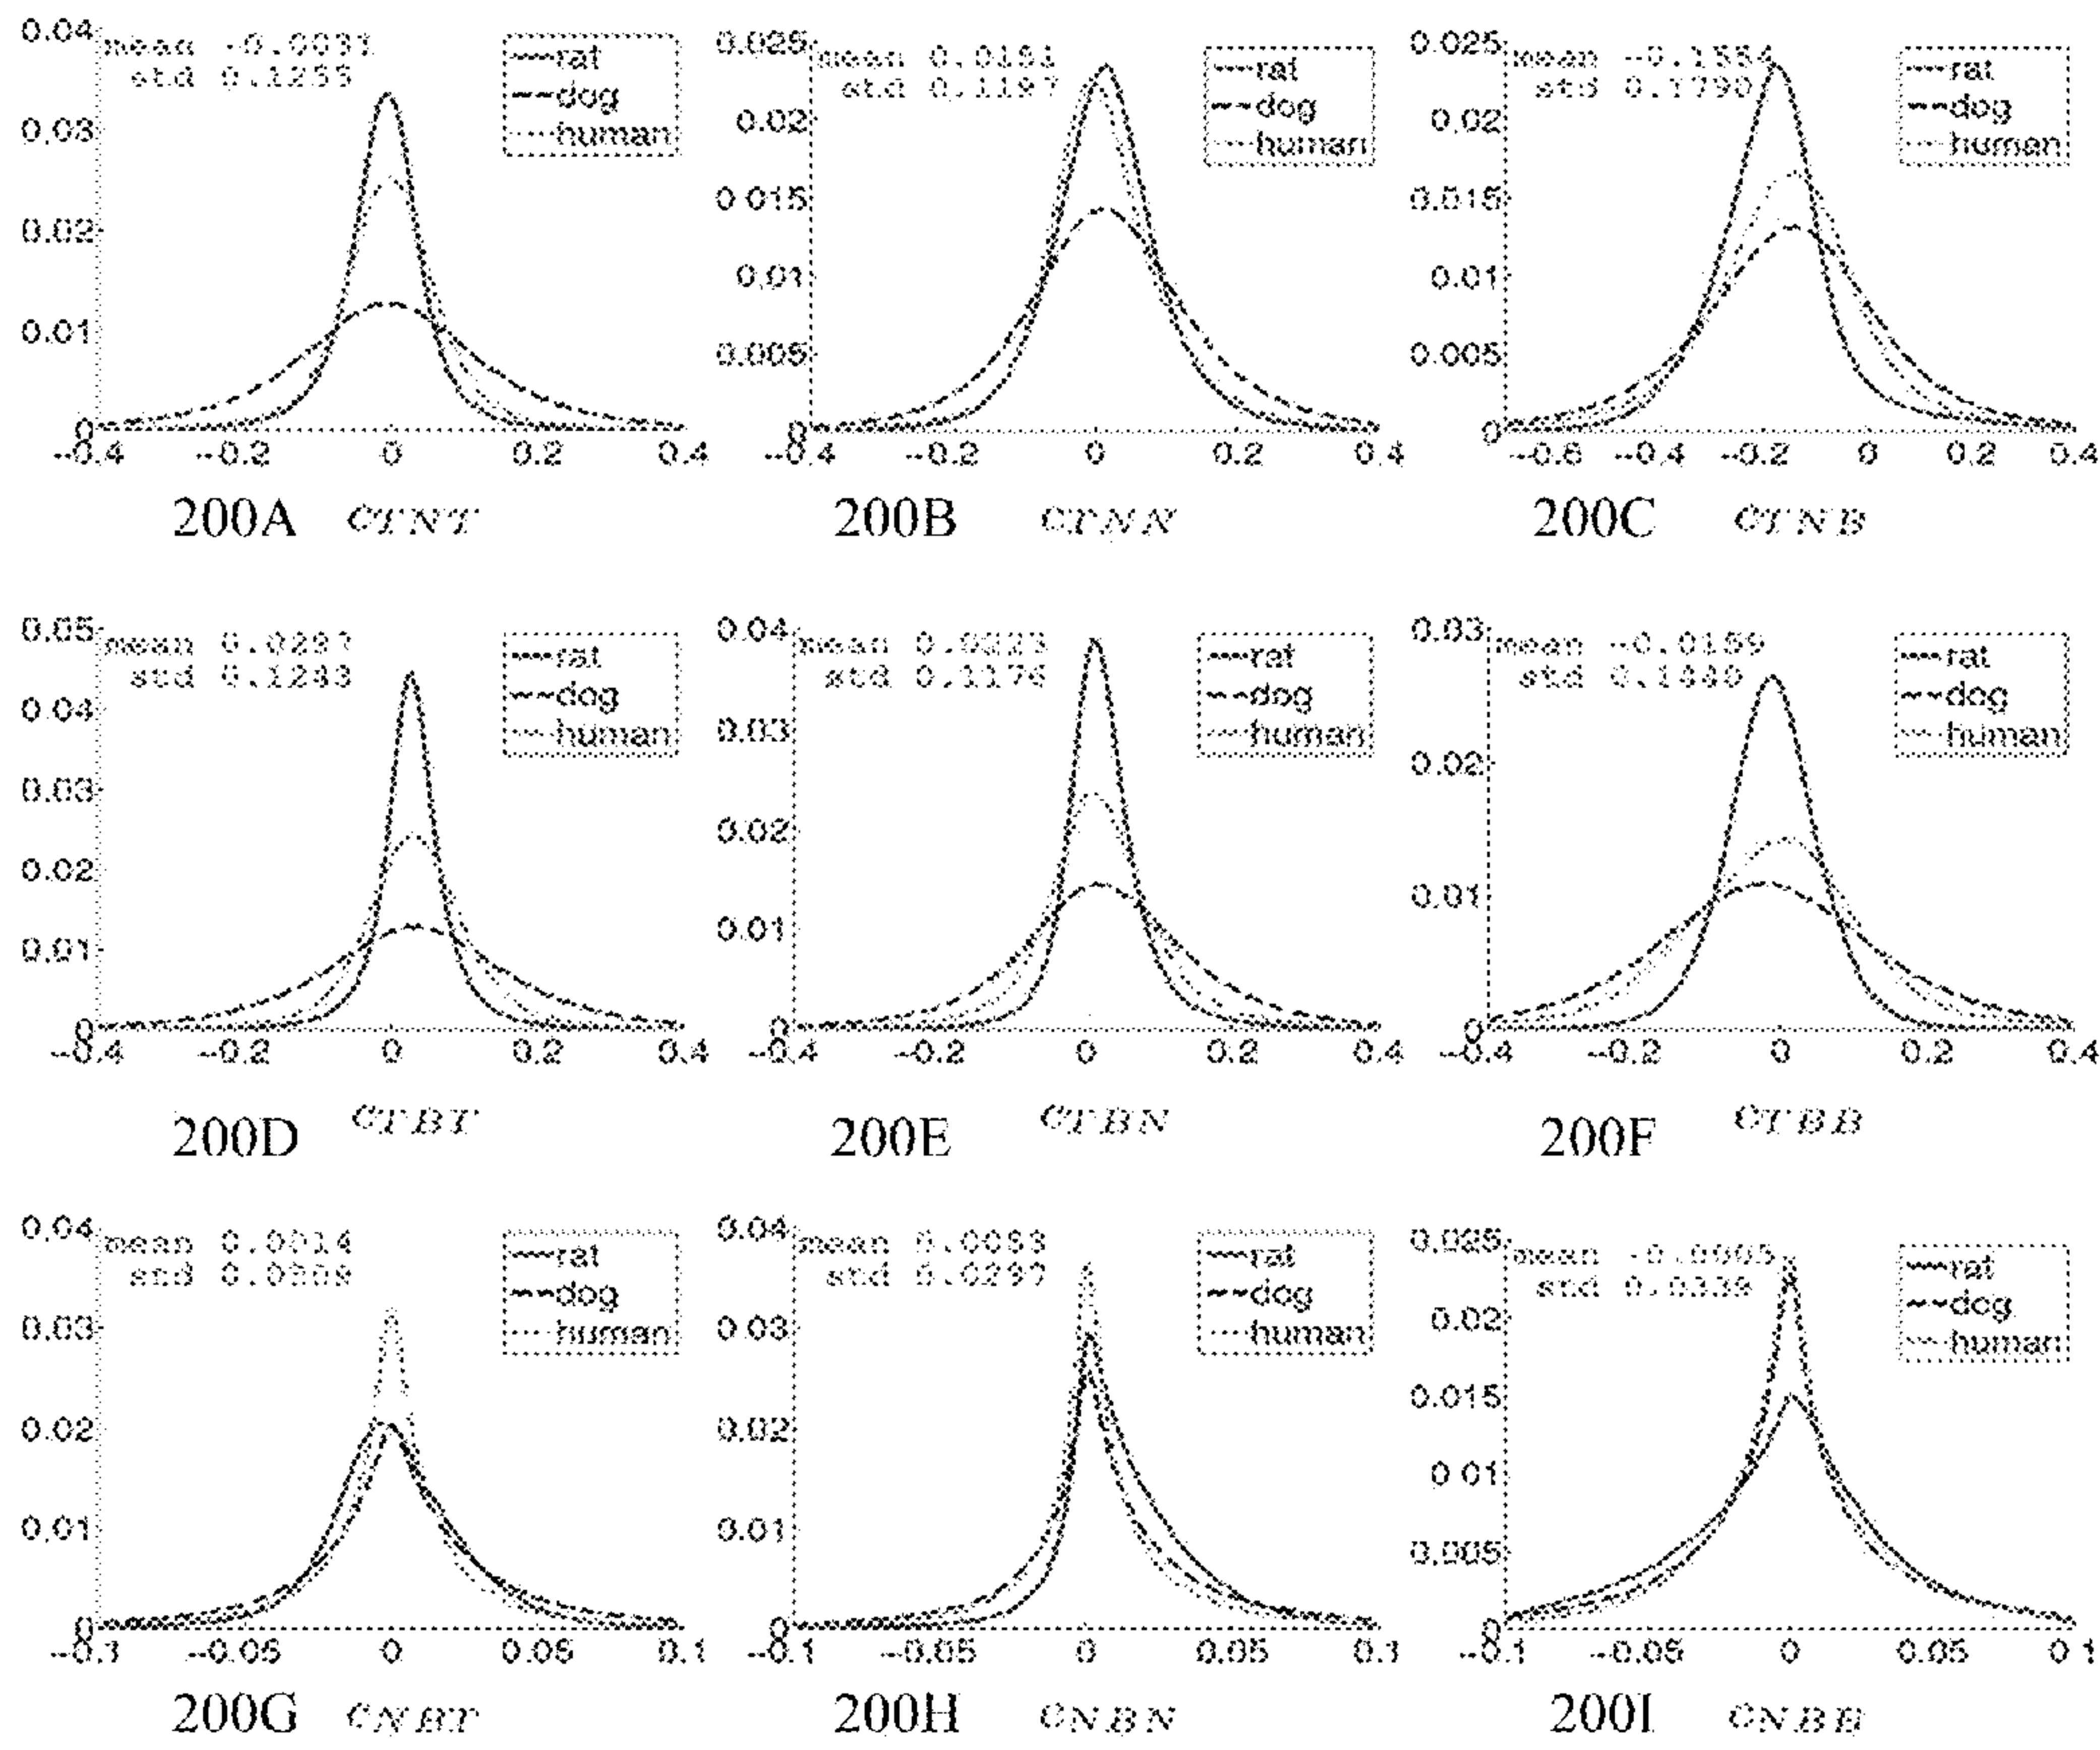 0.04
mean -0.0031
std 0.1255
rat
dog
human
0.03
0.02
0.01
0
-0.4 -0.2 0 0.2 0.4
200A CTNT
0.025
mean 0.0181
std 0.1197
rat
dog
human
0.02
0.015
0.01
0.005
0
-0.4 -0.2 0 0.2 0.4
200B CTNN
0.025
mean -0.1554
std 0.1790
rat
dog
human
0.02
0.015
0.01
0.005
0
-0.6 -0.4 -0.2 0 0.2 0.4
200C CTNB
0.05
mean 0.0297
std 0.1283
rat
dog
human
0.04
0.03
0.02
0.01
0
-0.4 -0.2 0 0.2 0.4
200D CTBT
0.04
mean 0.0223
std 0.1176
rat
dog
human
0.03
0.02
0.01
0
-0.4 -0.2 0 0.2 0.4
200E CTBN
0.03
mean -0.0159
std 0.1440
rat
dog
human
0.02
0.01
0
-0.4 -0.2 0 0.2 0.4
200F CTBB
0.04
mean 0.0014
std
rat
dog
human
0.03
0.02
0.01
0
-0.1 -0.05 0 0.05 0.1
200G CNBT
0.04
mean
std 0.0297
rat
dog
human
0.03
0.02
0.01
0
-0.1 -0.05 0 0.05 0.1
200H CNBN
0.025
mean -0.0005
std 0.0339
rat
dog
human
0.02
0.015
0.01
0.005
0
-0.1 -0.05 0 0.05 0.1
200I CNBB